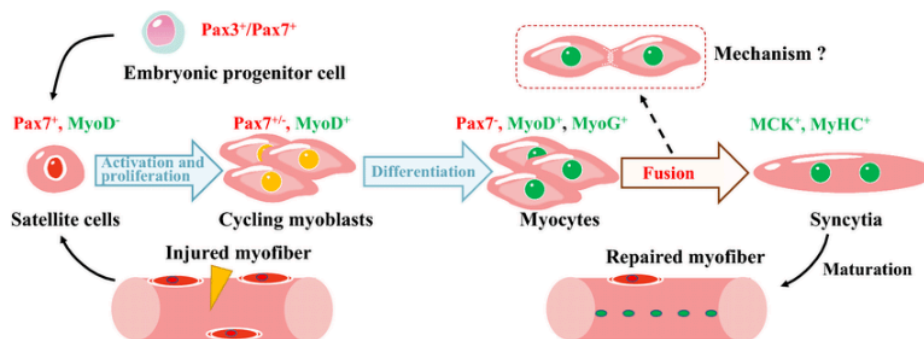 Pax3⁺/Pax7⁺
Embryonic progenitor cell
Mechanism ?
Pax7⁺, MyoD⁻
Pax7⁺/⁻, MyoD⁺
Pax7⁻, MyoD⁺, MyoG⁺
MCK⁺, MyHC⁺
Activation and
proliferation
Differentiation
Fusion
Satellite cells
Cycling myoblasts
Myocytes
Syncytia
Injured myofiber
Repaired myofiber
Maturation